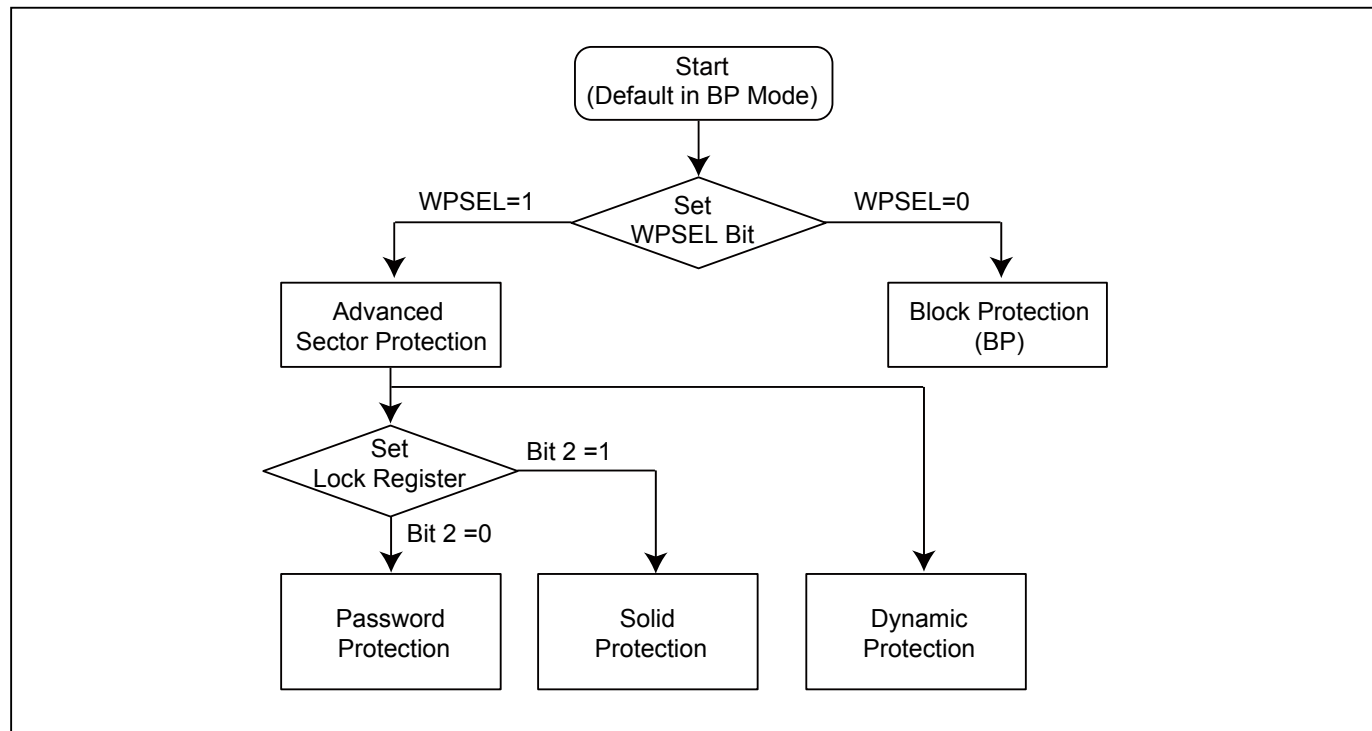 Start
(Default in BP Mode)
WPSEL=1
Set
WPSEL Bit
WPSEL=0
Advanced
Sector Protection
Block Protection
(BP)
Set
Lock Register
Bit 2 =1
Bit 2 =0
Password
Protection
Solid
Protection
Dynamic
Protection